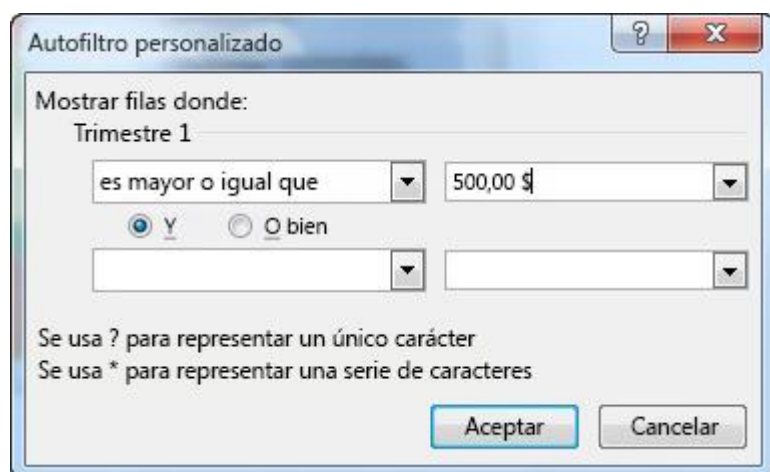 Autofiltro personalizado
Mostrar filas donde:
Trimestre 1
es mayor o igual que 500,00 $
Y O bien
Se usa ? para representar un único carácter
Se usa * para representar una serie de caracteres
Aceptar Cancelar